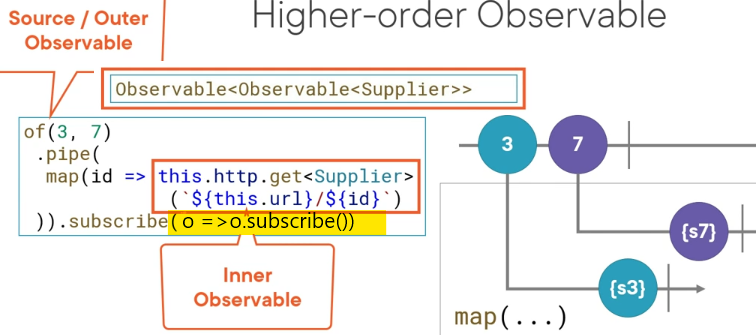 Higher-order Observable
Source / Outer
Observable
Observable<Observable<Supplier>>
of(3, 7)
.pipe(
map(id => this.http.get<Supplier>
(`${this.url}/${id}`)
)).subscribe( o =>o.subscribe())
Inner
Observable
3
7
{s7}
{s3}
map(...)